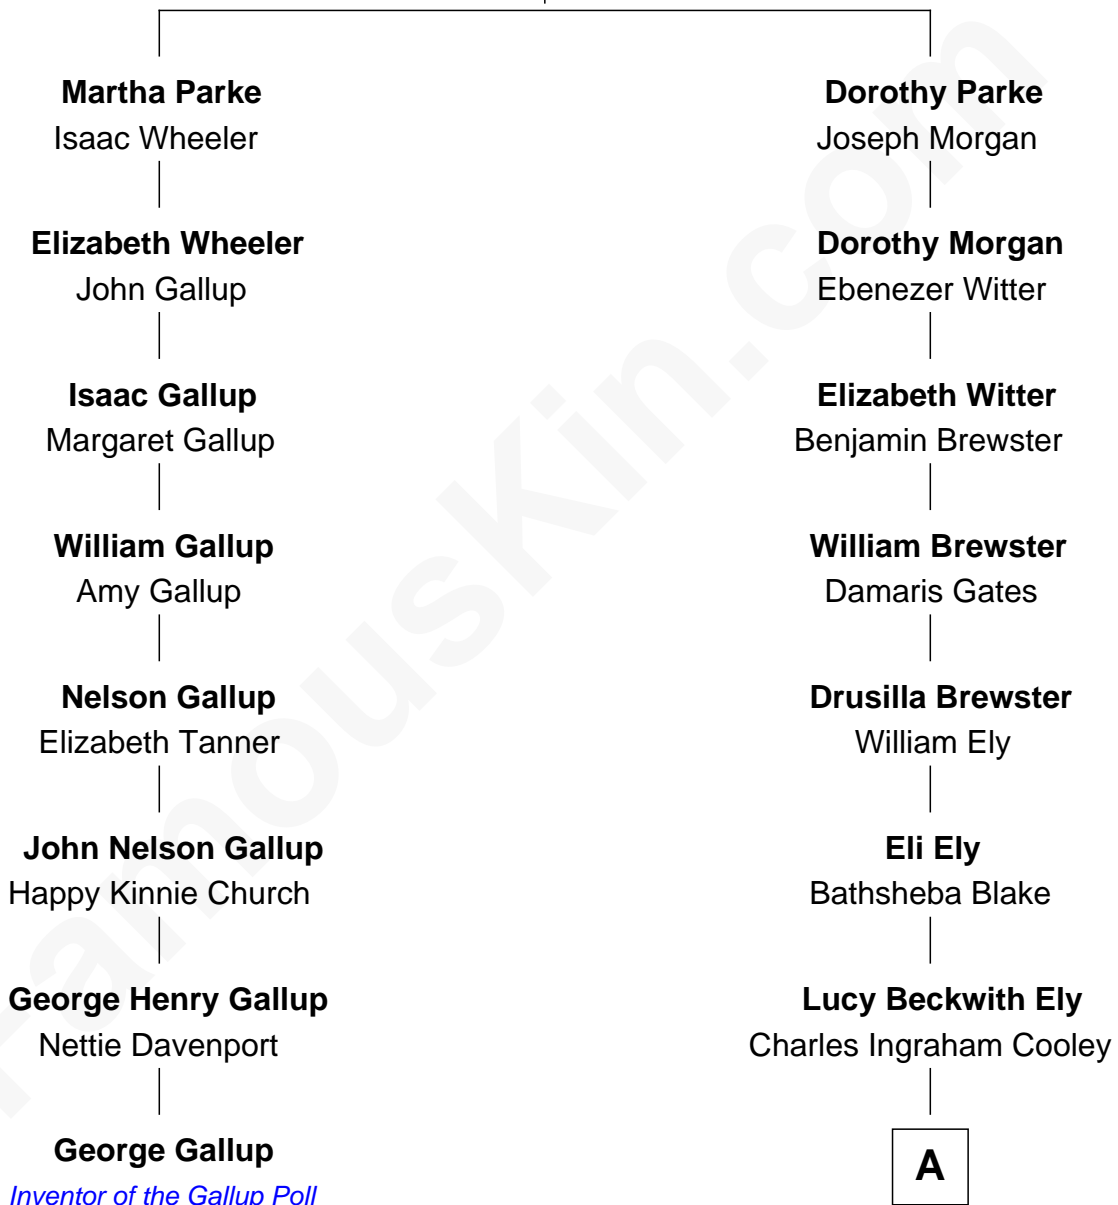 Martha Parke
Isaac Wheeler
Elizabeth Wheeler
John Gallup
Isaac Gallup
Margaret Gallup
William Gallup
Amy Gallup
Nelson Gallup
Elizabeth Tanner
John Nelson Gallup
Happy Kinnie Church
George Henry Gallup
Nettie Davenport
George Gallup
Inventor of the Gallup Poll
Dorothy Parke
Joseph Morgan
Dorothy Morgan
Ebenezer Witter
Elizabeth Witter
Benjamin Brewster
William Brewster
Damaris Gates
Drusilla Brewster
William Ely
Eli Ely
Bathsheba Blake
Lucy Beckwith Ely
Charles Ingraham Cooley
A
FamousKin.com